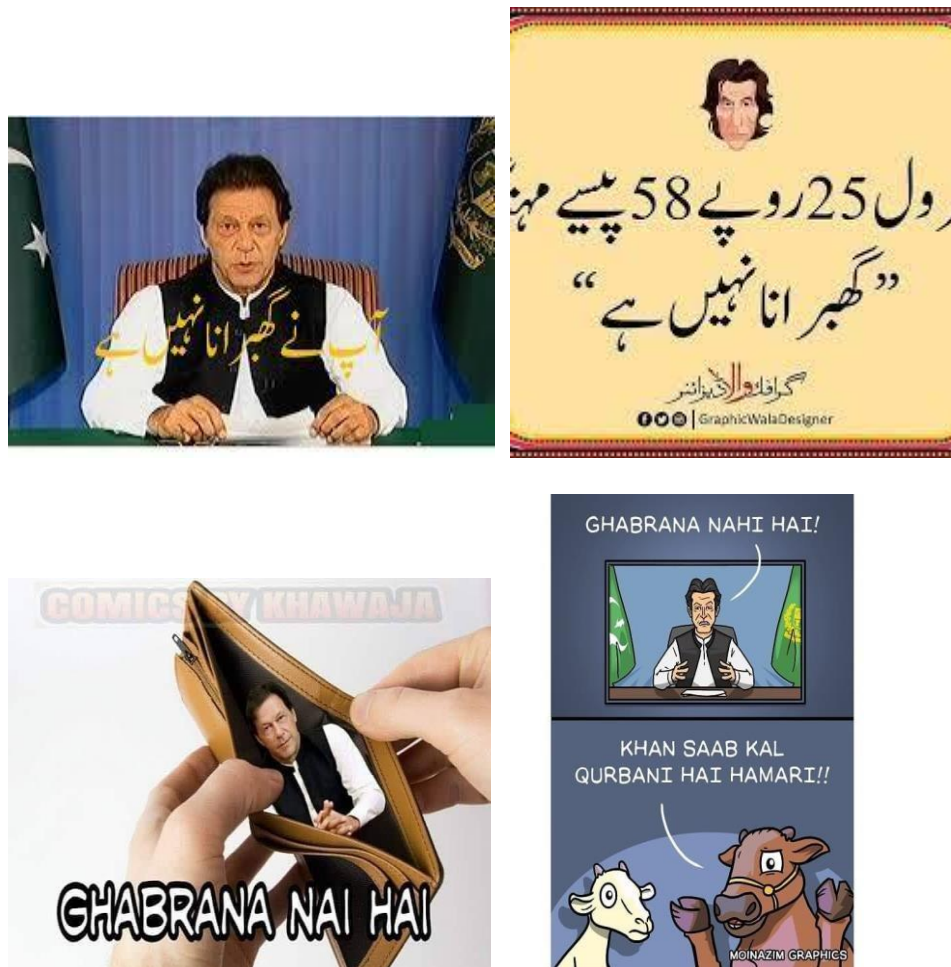 آپ نے گھبرانا نہیں ہے
ول 25 روپے 58 پیسے
”گھبرانا نہیں ہے“
گرافک والا ڈیزائنر
GraphicWalaDesigner
COMICS BY KHAWAJA
GHABRANA NAI HAI
GHABRANA NAHI HAI!
KHAN SAAB KAL
QURBANI HAI HAMARI!!
MOINAZIM GRAPHICS